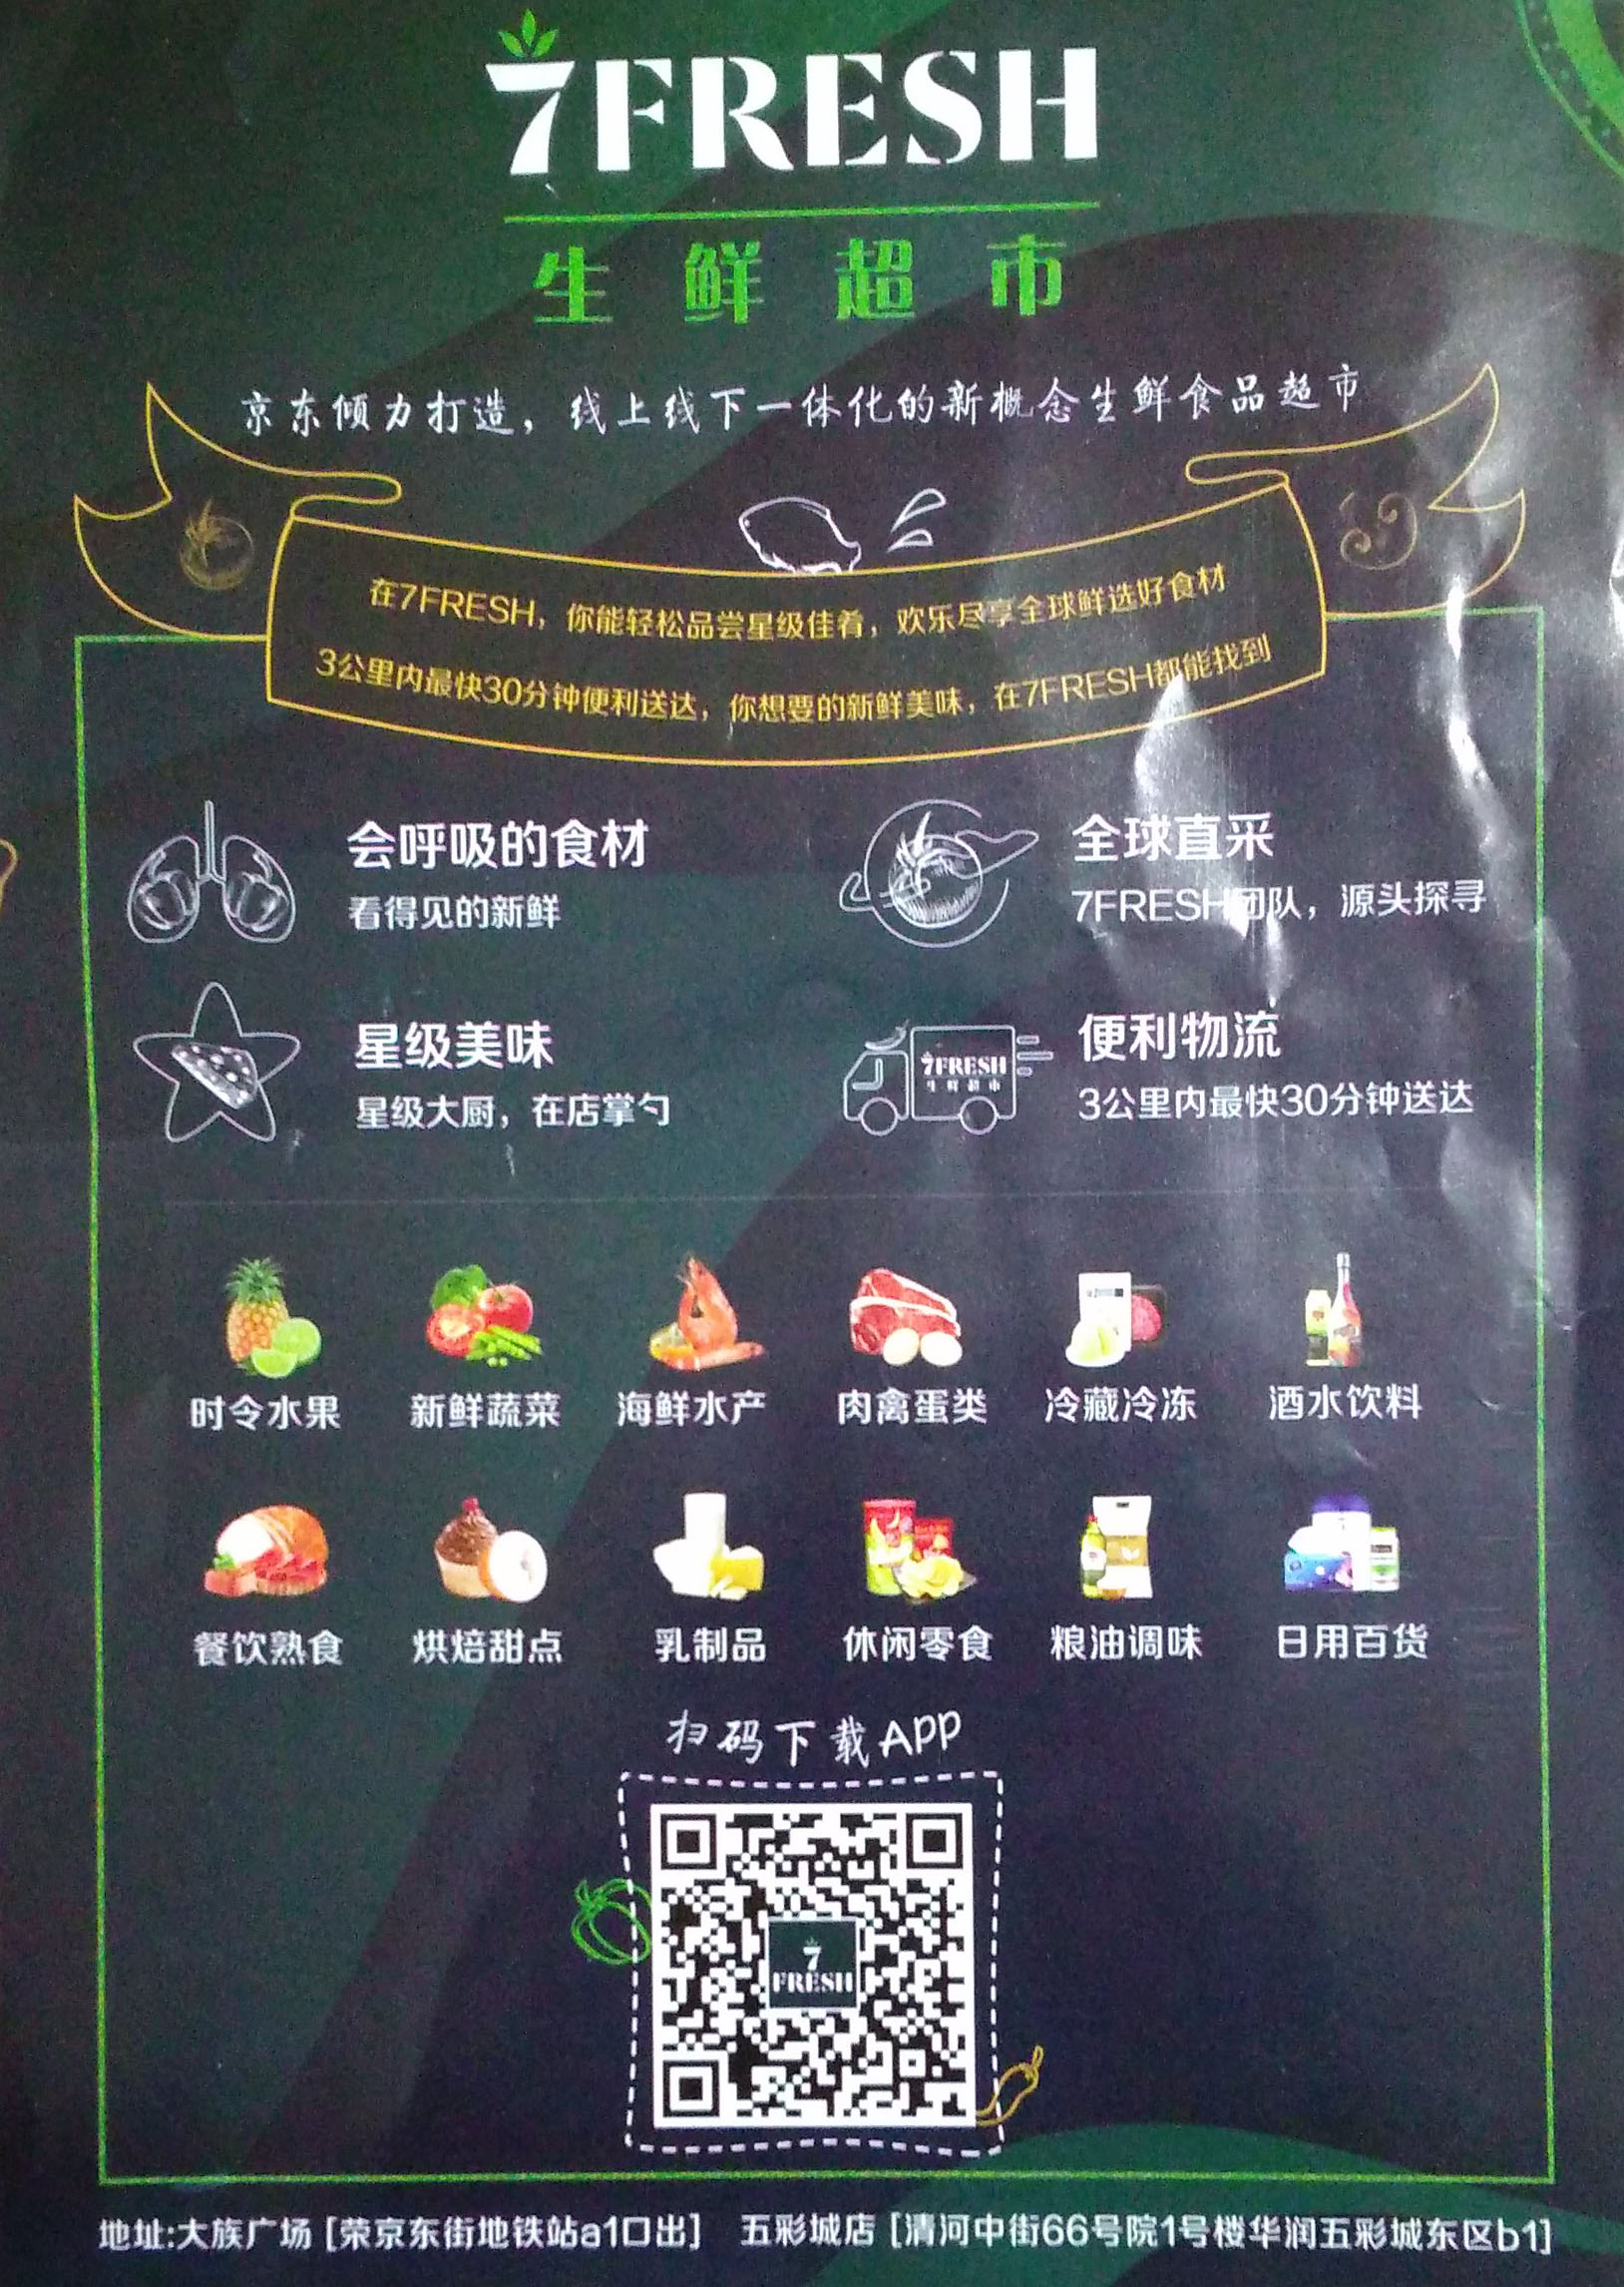 7FRESH
生鲜超市
京东倾力打造，线上线下一体化的新概念生鲜食品超市
在7FRESH，你能轻松品尝星级佳肴，欢乐尽享全球鲜选好食材
3公里内最快30分钟便利送达，你想要的新鲜美味，在7FRESH都能找到
会呼吸的食材
看得见的新鲜
全球直采
7FRESH团队，源头探寻
星级美味
星级大厨，在店掌勺
7FRESH
生鲜超市
便利物流
3公里内最快30分钟送达
时令水果 新鲜蔬菜 海鲜水产 肉禽蛋类 冷藏冷冻 酒水饮料
餐饮熟食 烘焙甜点 乳制品 休闲零食 粮油调味 日用百货
扫码下载APP
7
FRESH
地址:大族广场 [荣京东街地铁站a1口出] 五彩城店 [清河中街66号院1号楼华润五彩城东区b1]